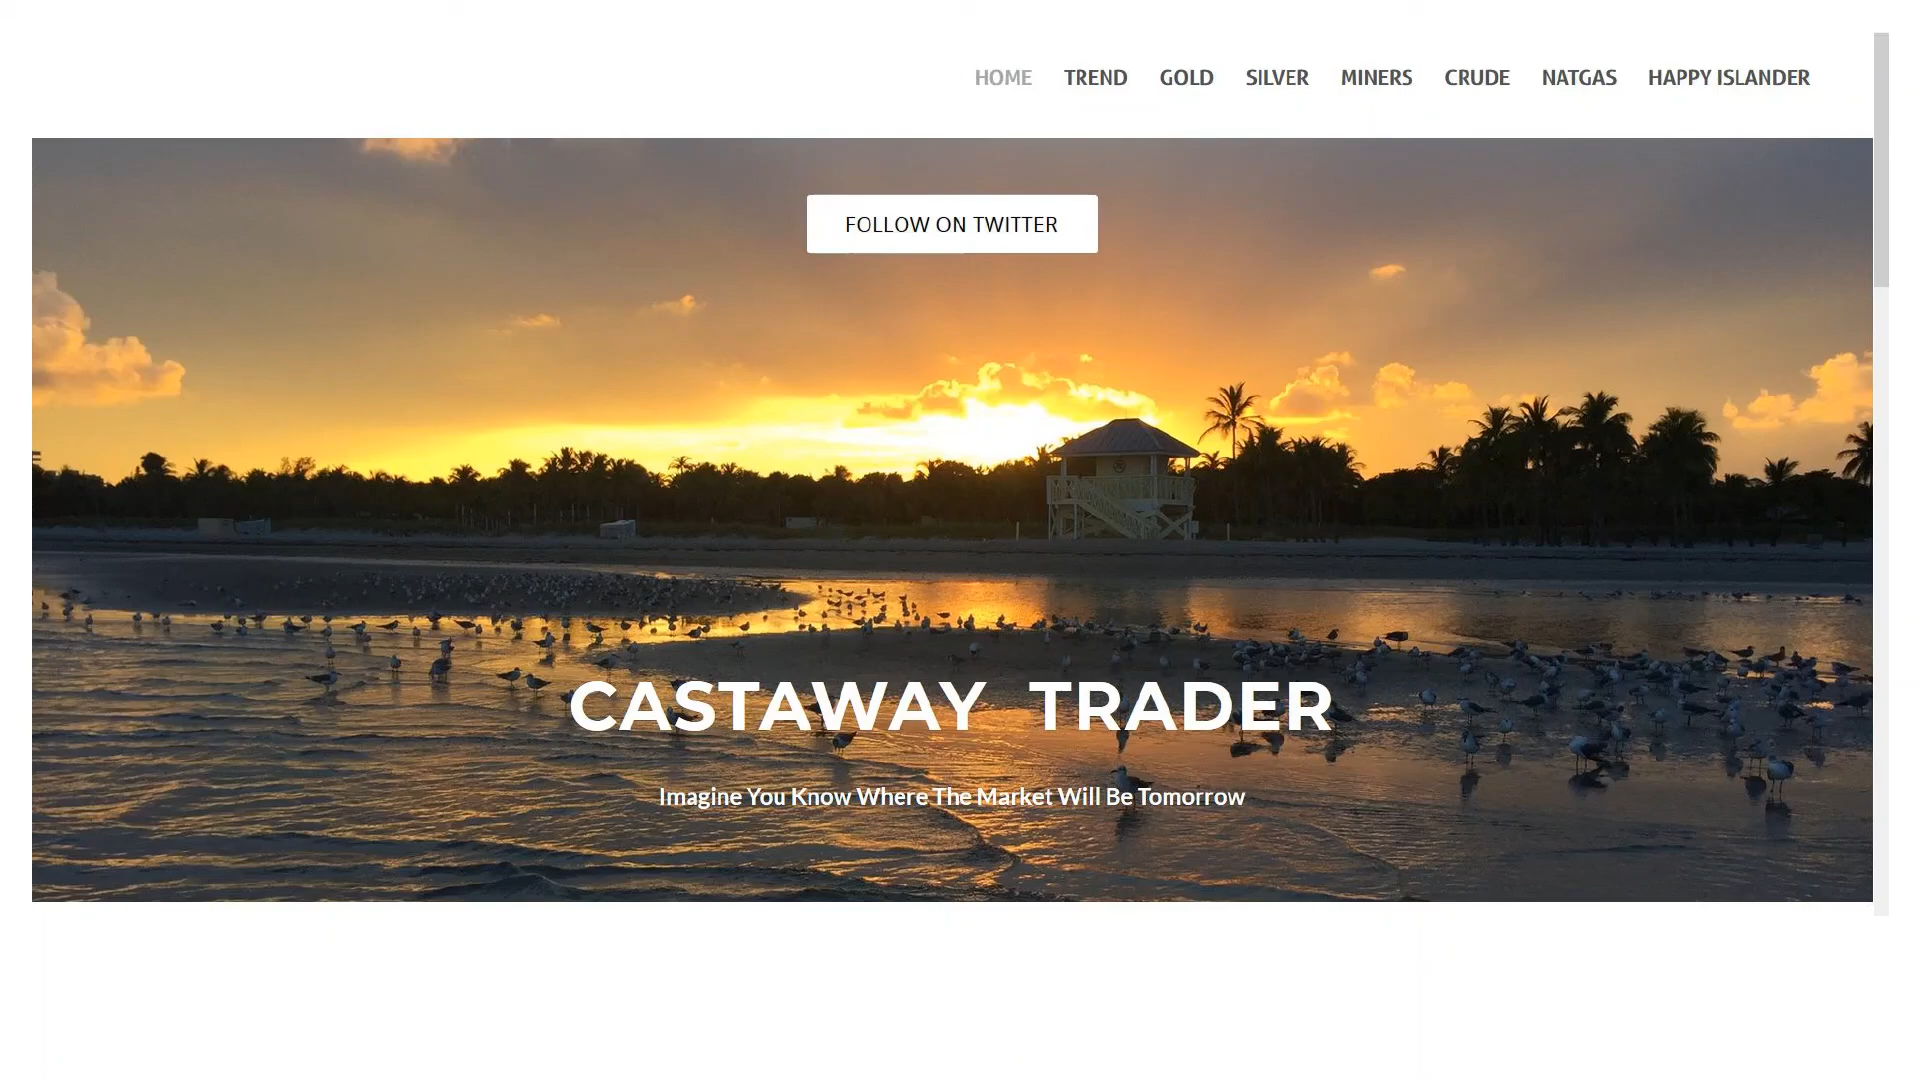 HOME TREND GOLD SILVER MINERS CRUDE NATGAS HAPPY ISLANDER
FOLLOW ON TWITTER
CASTAWAY TRADER
Imagine You Know Where The Market Will Be Tomorrow